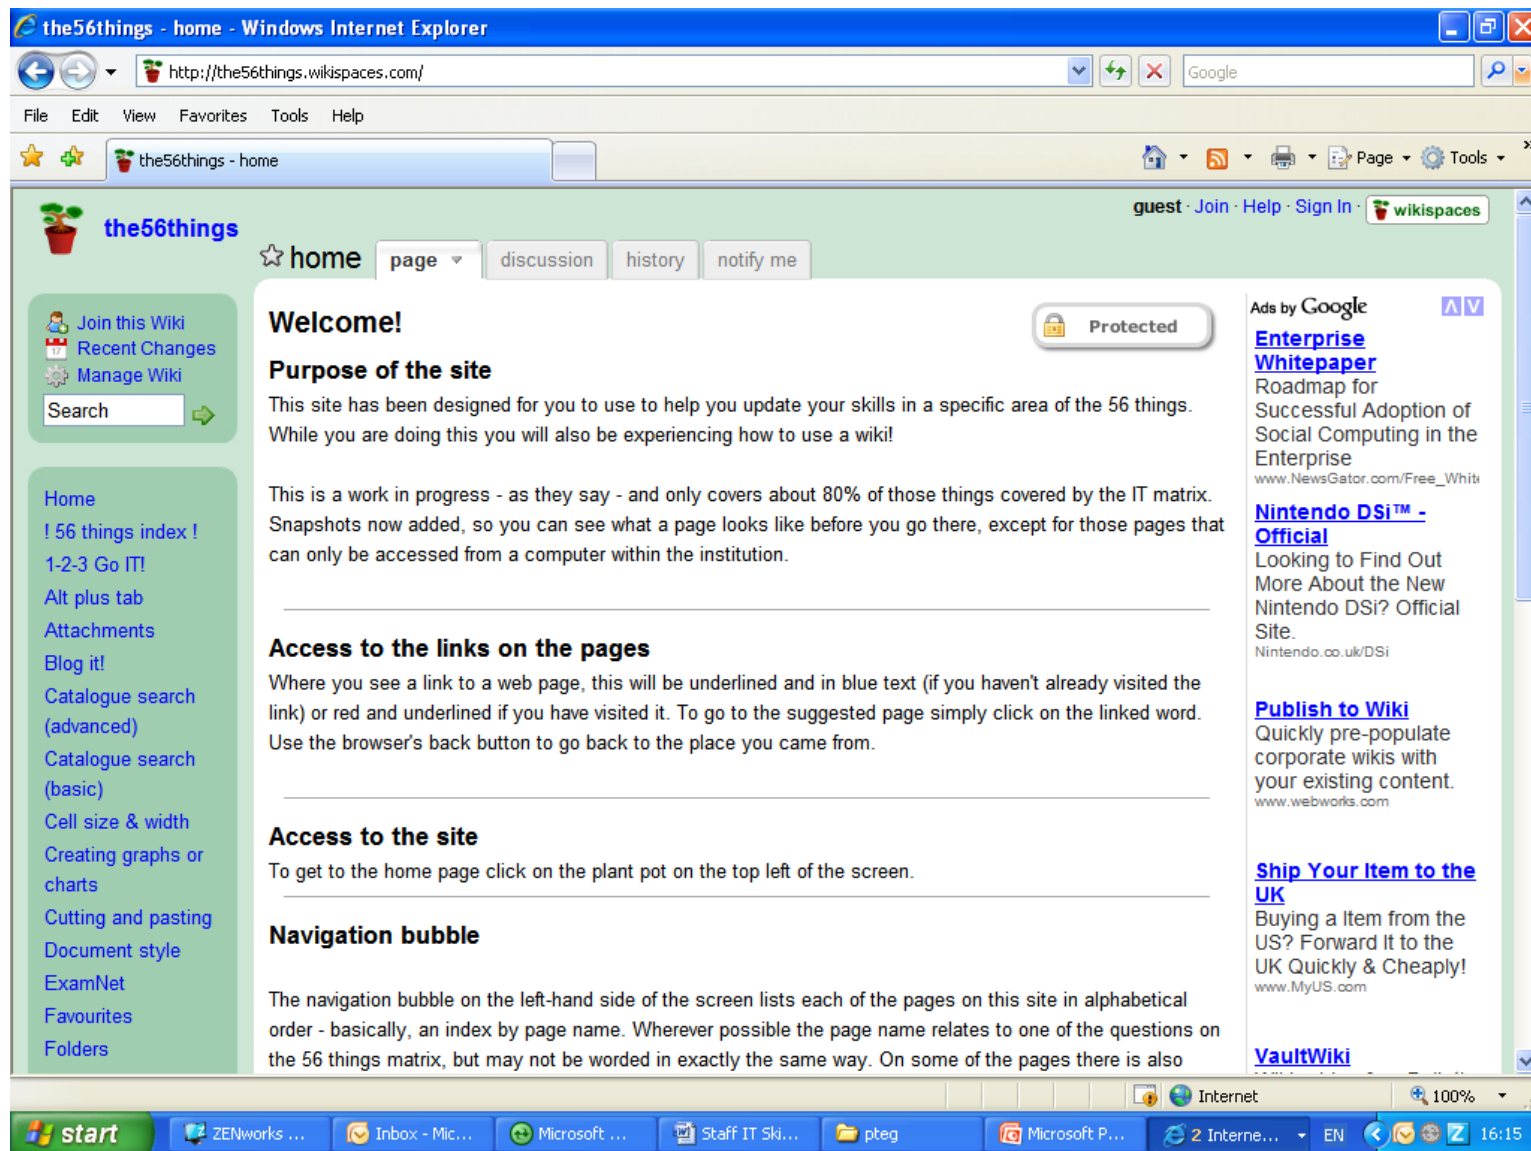 the56things - home - Windows Internet Explorer
http://the56things.wikispaces.com/
Google
File Edit View Favorites Tools Help
the56things - home
Page Tools
guest · Join · Help · Sign In · wikispaces
the56things
home page discussion history notify me
Join this Wiki
Recent Changes
Manage Wiki
Search
Home
! 56 things index !
1-2-3 Go IT!
Alt plus tab
Attachments
Blog it!
Catalogue search
(advanced)
Catalogue search
(basic)
Cell size & width
Creating graphs or
charts
Cutting and pasting
Document style
ExamNet
Favourites
Folders
Welcome!
Protected
Purpose of the site
This site has been designed for you to use to help you update your skills in a specific area of the 56 things.
While you are doing this you will also be experiencing how to use a wiki!
This is a work in progress - as they say - and only covers about 80% of those things covered by the IT matrix.
Snapshots now added, so you can see what a page looks like before you go there, except for those pages that
can only be accessed from a computer within the institution.
Access to the links on the pages
Where you see a link to a web page, this will be underlined and in blue text (if you haven't already visited the
link) or red and underlined if you have visited it. To go to the suggested page simply click on the linked word.
Use the browser's back button to go back to the place you came from.
Access to the site
To get to the home page click on the plant pot on the top left of the screen.
Navigation bubble
The navigation bubble on the left-hand side of the screen lists each of the pages on this site in alphabetical
order - basically, an index by page name. Wherever possible the page name relates to one of the questions on
the 56 things matrix, but may not be worded in exactly the same way. On some of the pages there is also
Ads by Google
Enterprise
Whitepaper
Roadmap for
Successful Adoption of
Social Computing in the
Enterprise
www.NewsGator.com/Free_White
Nintendo DSi™ -
Official
Looking to Find Out
More About the New
Nintendo DSi? Official
Site.
Nintendo.co.uk/DSi
Publish to Wiki
Quickly pre-populate
corporate wikis with
your existing content.
www.webworks.com
Ship Your Item to the
UK
Buying a Item from the
US? Forward It to the
UK Quickly & Cheaply!
www.MyUS.com
VaultWiki
Internet 100%
start ZENworks ... Inbox - Mic... Microsoft ... Staff IT Ski... pteg Microsoft P... 2 Interne... EN 16:15